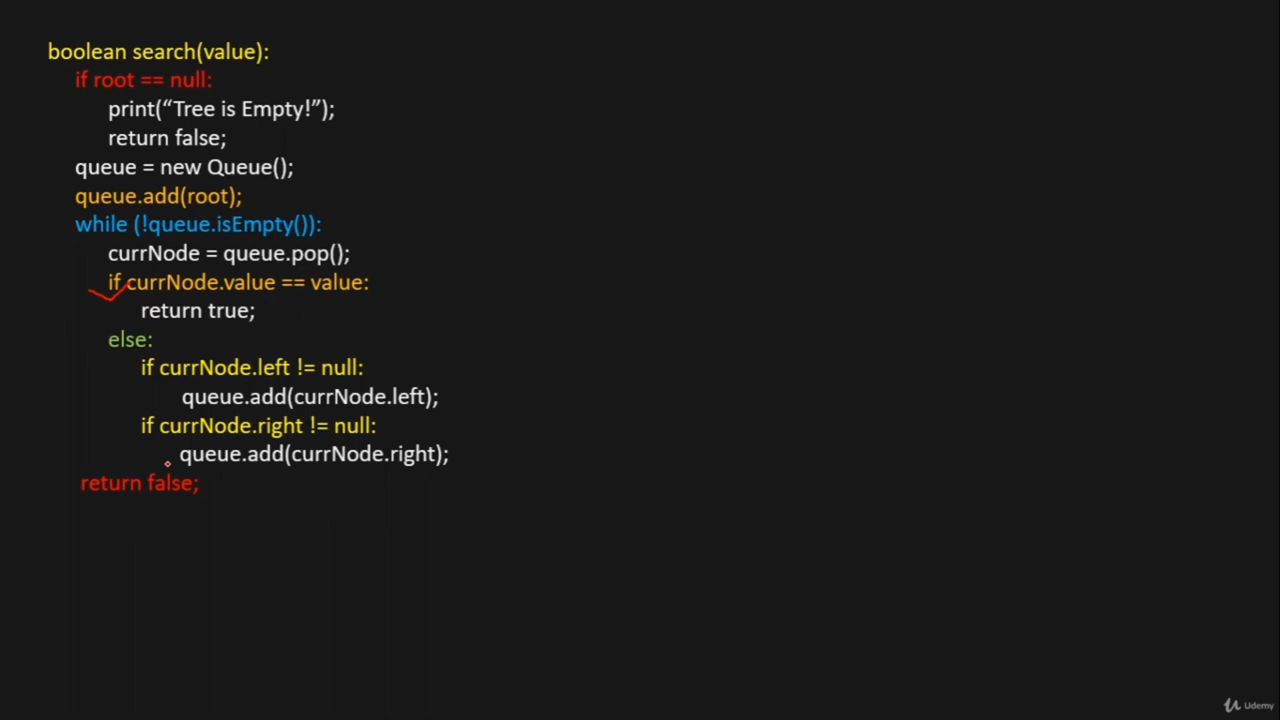 boolean search(value):
if root == null:
print(“Tree is Empty!”);
return false;
queue = new Queue();
queue.add(root);
while (!queue.isEmpty()):
currNode = queue.pop();
if currNode.value == value:
return true;
else:
if currNode.left != null:
queue.add(currNode.left);
if currNode.right != null:
queue.add(currNode.right);
return false;
Udemy